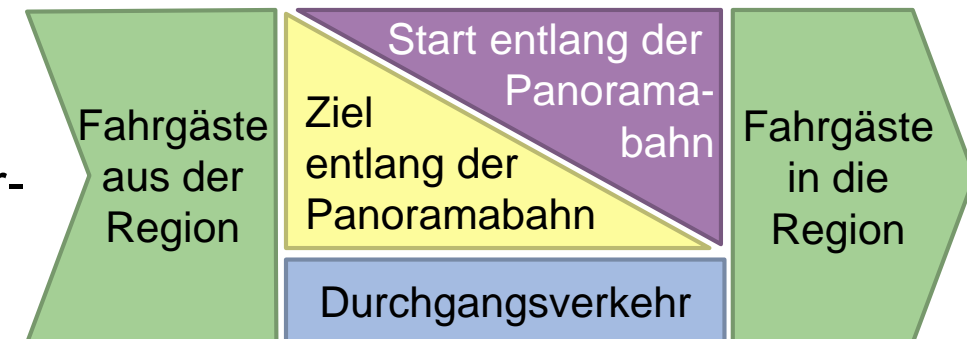 r-
Fahrgäste
aus der
Region
Start entlang der
Panorama-
bahn
Ziel
entlang der
Panoramabahn
Durchgangsverkehr
Fahrgäste
in die
Region